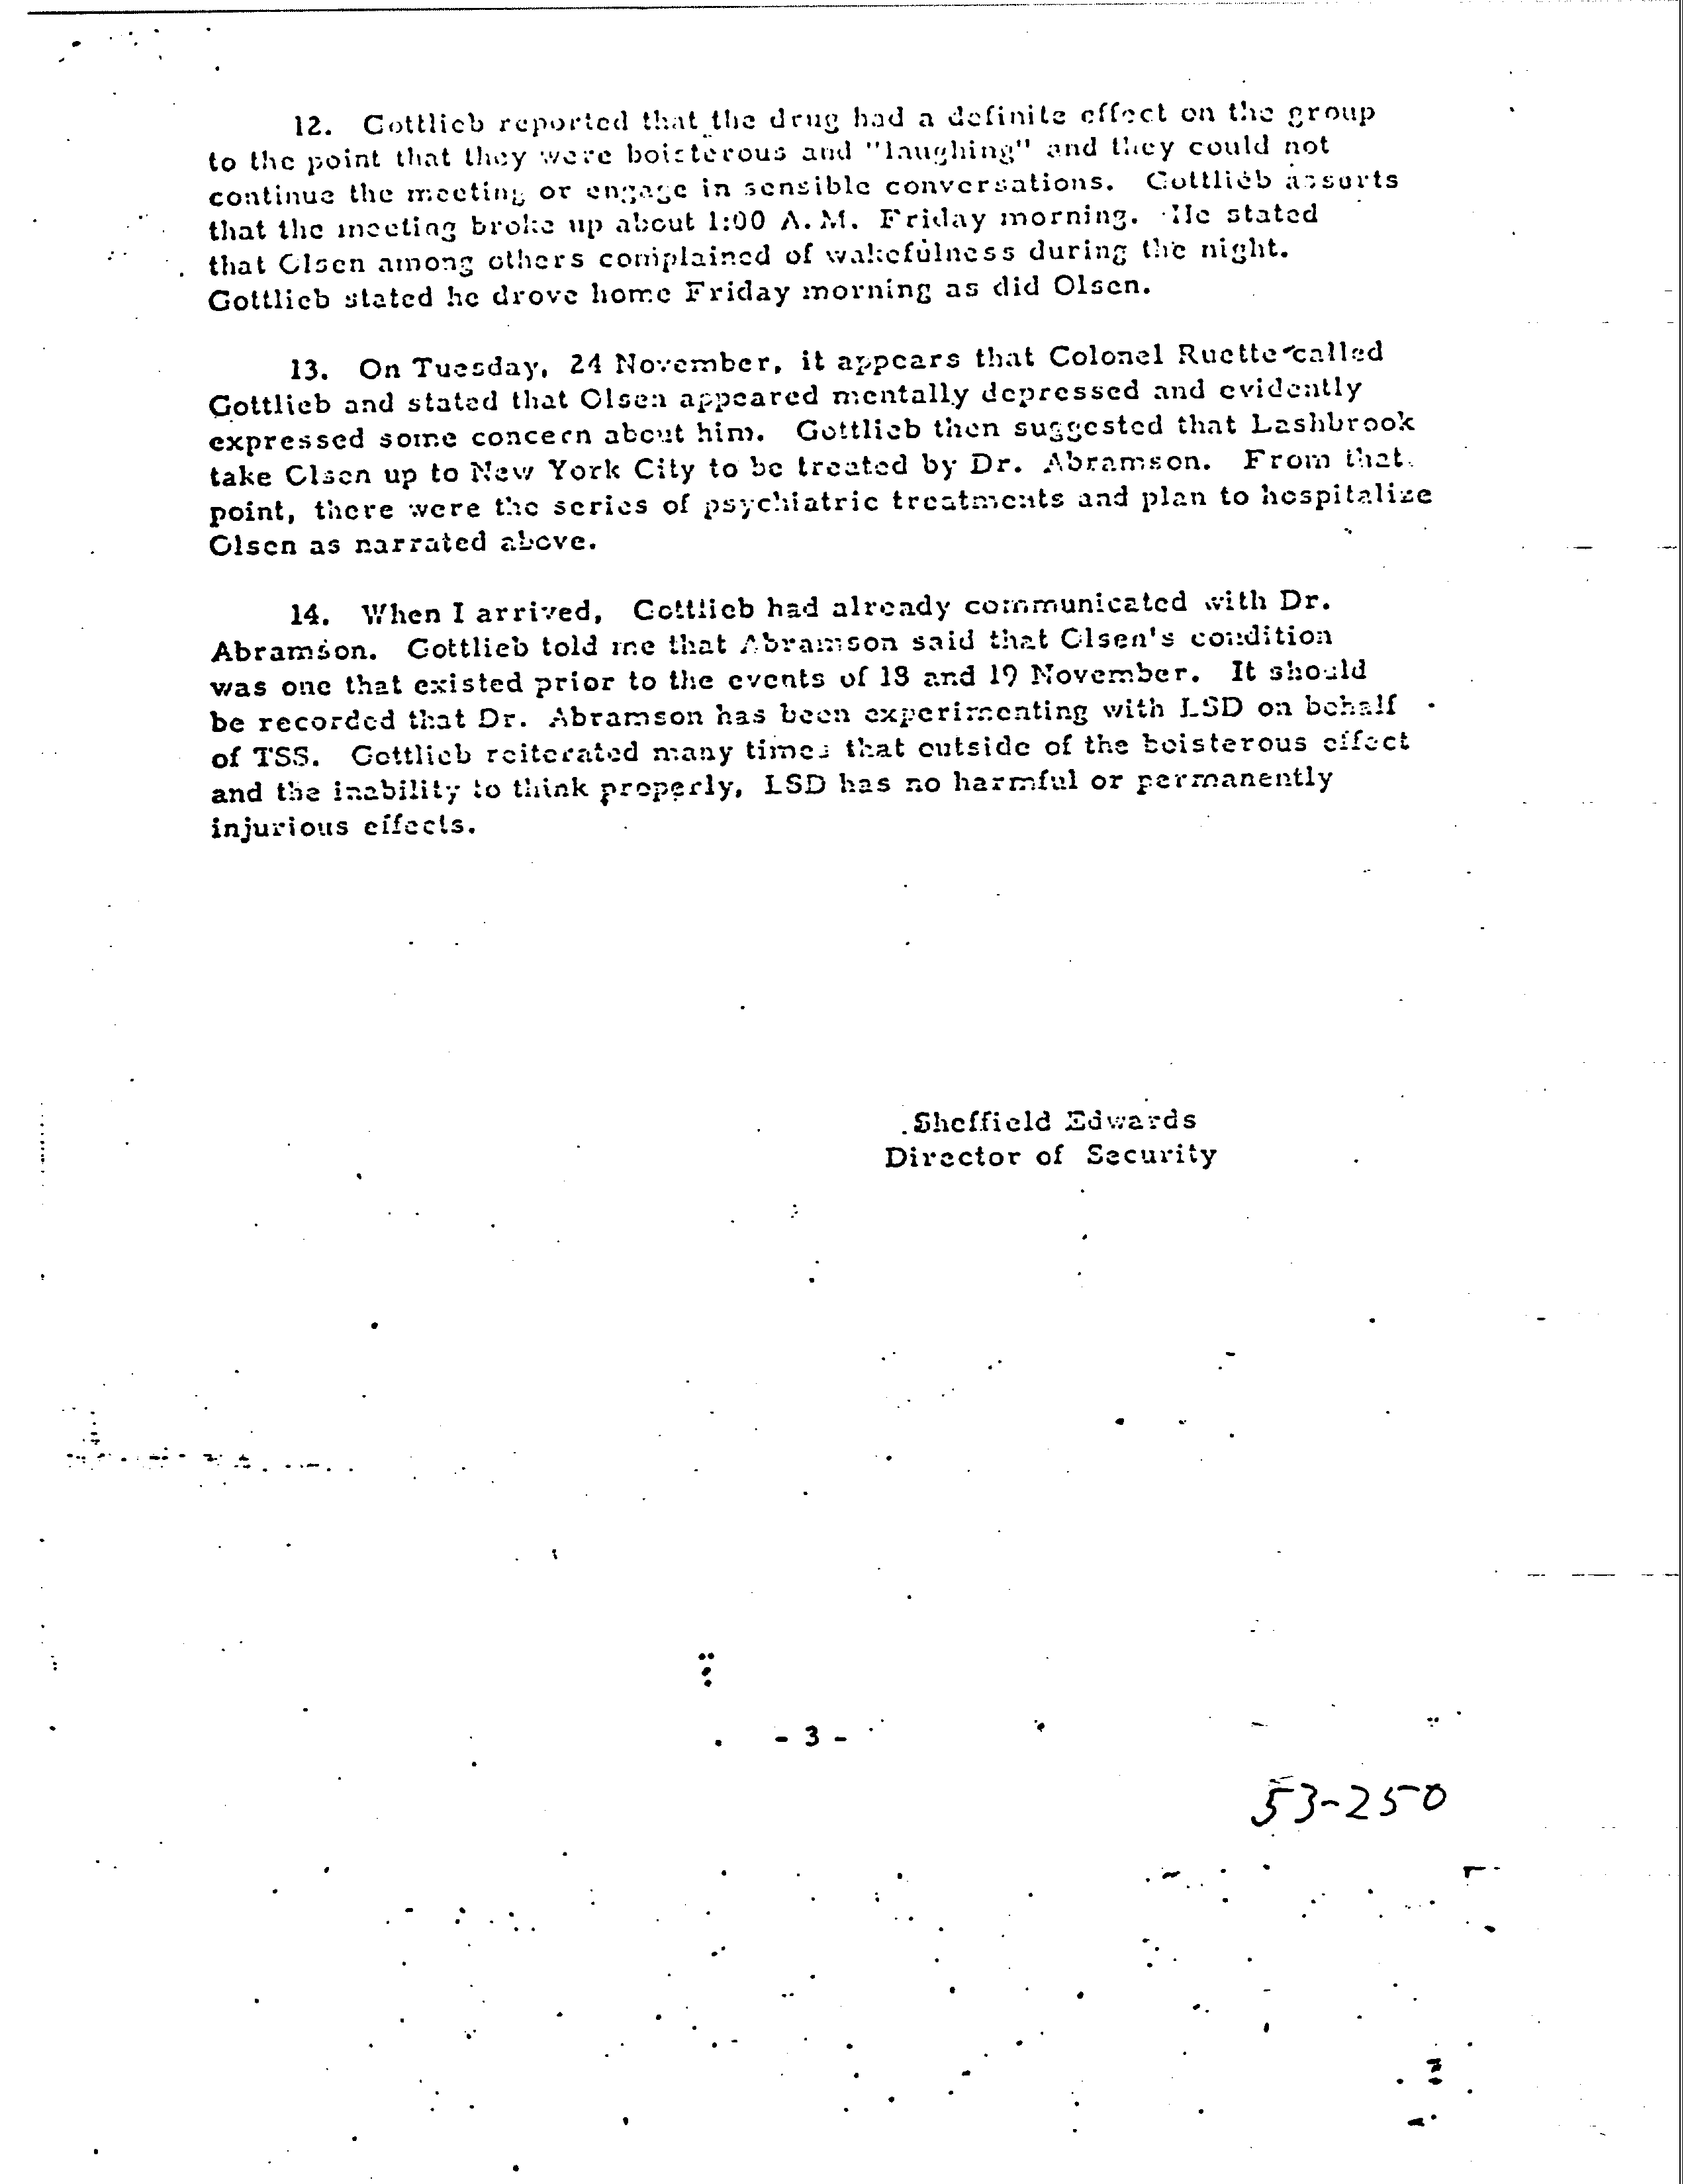 12. Gottlieb reported that the drug had a definite effect on the group
to the point that they were boisterous and "laughing" and they could not
continue the meeting or engage in sensible conversations. Gottlieb asserts
that the meeting broke up about 1:00 A.M. Friday morning. He stated
that Olsen among others complained of wakefulness during the night.
Gottlieb stated he drove home Friday morning as did Olsen.
13. On Tuesday, 24 November, it appears that Colonel Ruette called
Gottlieb and stated that Olsen appeared mentally depressed and evidently
expressed some concern about him. Gottlieb then suggested that Lashbrook
take Olsen up to New York City to be treated by Dr. Abramson. From that
point, there were the series of psychiatric treatments and plan to hospitalize
Olsen as narrated above.
14. When I arrived, Gottlieb had already communicated with Dr.
Abramson. Gottlieb told me that Abramson said that Olsen's condition
was one that existed prior to the events of 18 and 19 November. It should
be recorded that Dr. Abramson has been experimenting with LSD on behalf
of TSS. Gottlieb reiterated many times that outside of the boisterous effect
and the inability to think properly, LSD has no harmful or permanently
injurious effects.
Sheffield Edwards
Director of Security
- 3 -
53-250